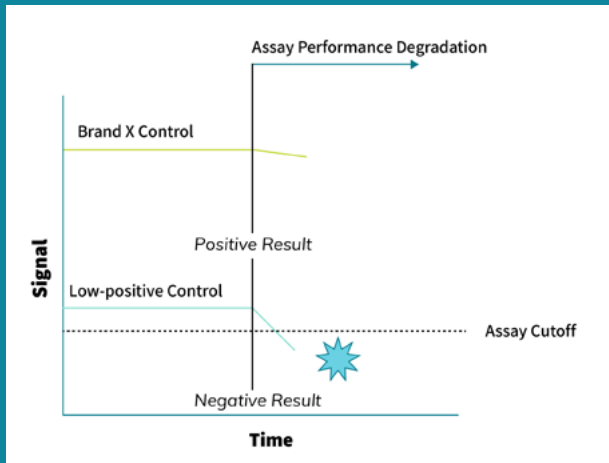 Assay Performance Degradation
Brand X Control
Positive Result
Signal
Low-positive Control
Assay Cutoff
Negative Result
Time